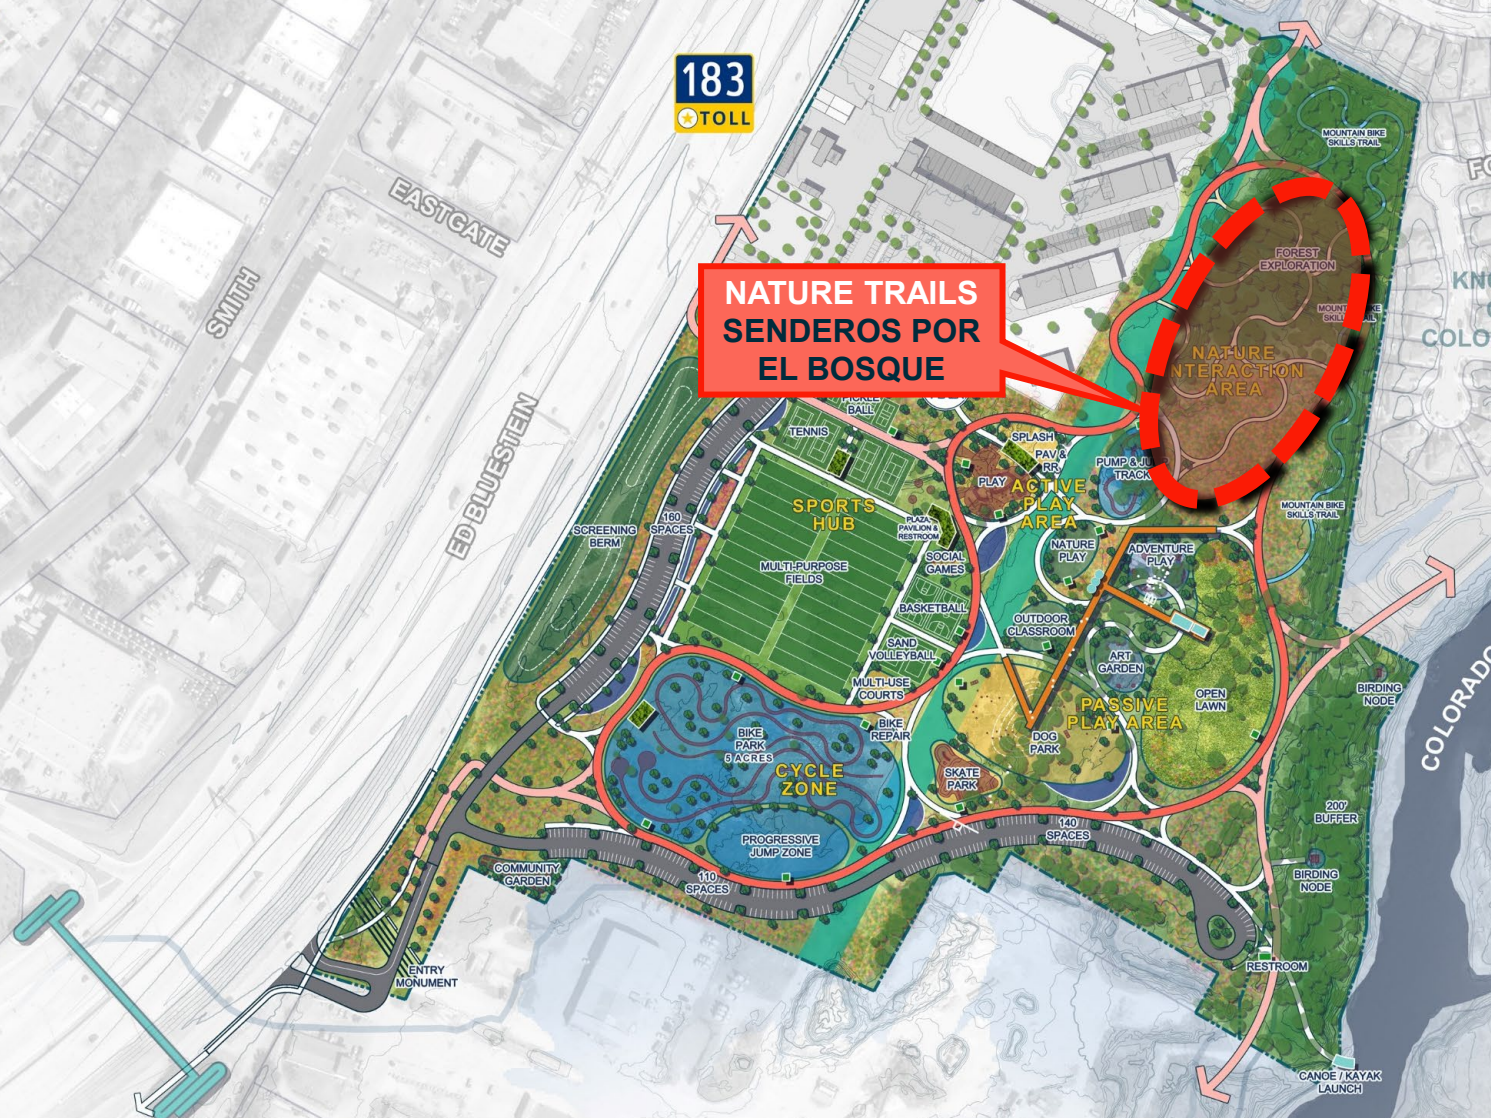 183
TOLL
MOUNTAIN BIKE
SKILLS TRAIL
EASTGATE
SMITH
FOREST
EXPLORATION
NATURE TRAILS
SENDEROS POR
EL BOSQUE
NATURE
INTERACTION
AREA
ED BLUESTEIN
BALL
TENNIS
SPLASH
PAV &
RR
PUMP &
TRACK
PLAY
ACTIVE
PLAY
AREA
SPORTS
HUB
MOUNTAIN BIKE
SKILLS TRAIL
160
SPACES
SCREENING
BERM
PLAZA,
PAVILION &
RESTROOM
NATURE
PLAY
ADVENTURE
PLAY
SOCIAL
GAMES
MULTI-PURPOSE
FIELDS
BASKETBALL
OUTDOOR
CLASSROOM
SAND
VOLLEYBALL
ART
GARDEN
MULTI-USE
COURTS
BIRDING
NODE
OPEN
LAWN
PASSIVE
PLAY AREA
COLORADO
BIKE
REPAIR
BIKE
PARK
5 ACRES
DOG
PARK
CYCLE
ZONE
SKATE
PARK
200'
BUFFER
140
SPACES
PROGRESSIVE
JUMP ZONE
COMMUNITY
GARDEN
110
SPACES
BIRDING
NODE
ENTRY
MONUMENT
RESTROOM
CANOE / KAYAK
LAUNCH